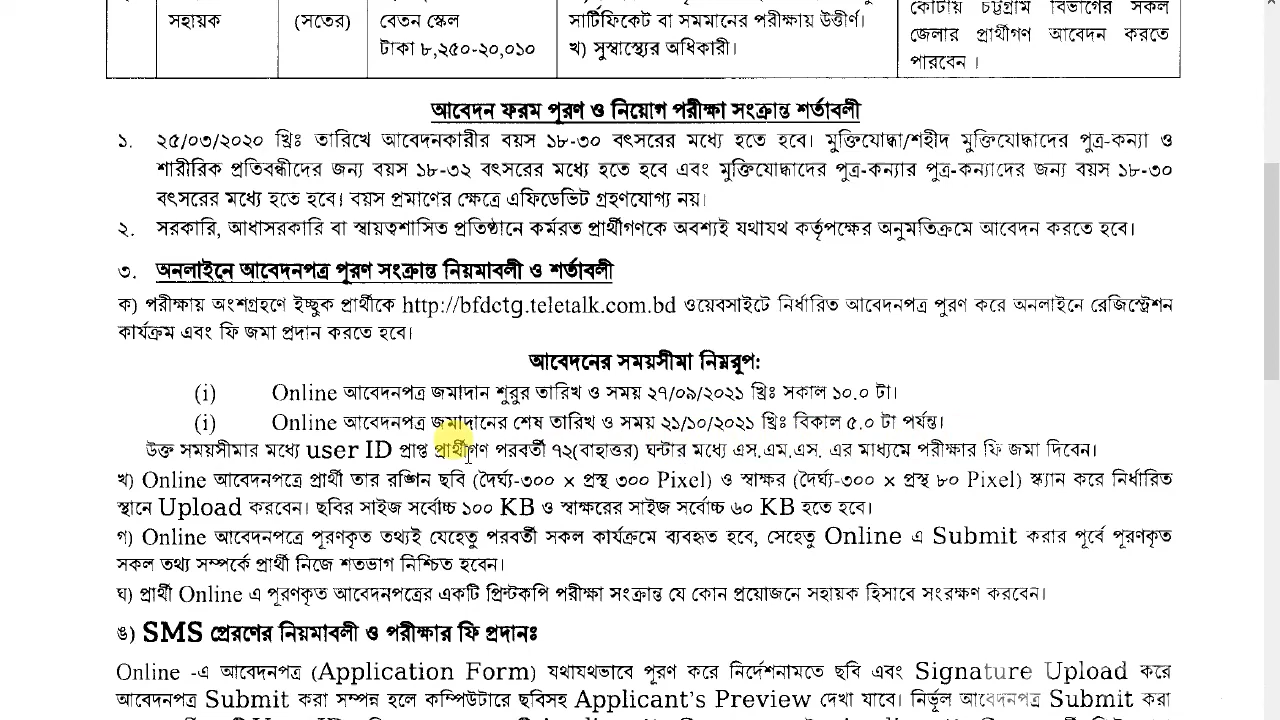 সহায়ক (সতের) বেতন স্কেল সার্টিফিকেট বা সমমানের পরীক্ষায় উত্তীর্ণ। কোটায় চট্টগ্রাম বিভাগের সকল
টাকা ৮,২৫০-২০,০১০ খ) সুস্বাস্থ্যের অধিকারী। জেলার প্রার্থীগণ আবেদন করতে
পারবেন ।
আবেদন ফরম পূরণ ও নিয়োগ পরীক্ষা সংক্রান্ত শর্তাবলী
১. ২৫/০৩/২০২০ খ্রিঃ তারিখে আবেদনকারীর বয়স ১৮-৩০ বৎসরের মধ্যে হতে হবে। মুক্তিযোদ্ধা/শহীদ মুক্তিযোদ্ধাদের পুত্র-কন্যা ও
শারীরিক প্রতিবন্ধীদের জন্য বয়স ১৮-৩২ বৎসরের মধ্যে হতে হবে এবং মুক্তিযোদ্ধাদের পুত্র-কন্যার পুত্র-কন্যাদের জন্য বয়স ১৮-৩০
বৎসরের মধ্যে হতে হবে। বয়স প্রমাণের ক্ষেত্রে এফিডেভিট গ্রহণযোগ্য নয়।
২. সরকারি, আধাসরকারি বা স্বায়ত্বশাসিত প্রতিষ্ঠানে কর্মরত প্রার্থীগণকে অবশ্যই যথাযথ কর্তৃপক্ষের অনুমতিক্রমে আবেদন করতে হবে।
৩. অনলাইনে আবেদনপত্র পূরণ সংক্রান্ত নিয়মাবলী ও শর্তাবলী
ক) পরীক্ষায় অংশগ্রহণে ইচ্ছুক প্রার্থীকে http://bfdctg.teletalk.com.bd ওয়েবসাইটে নির্ধারিত আবেদনপত্র পুরণ করে অনলাইনে রেজিস্ট্রেশন
কার্যক্রম এবং ফি জমা প্রদান করতে হবে।
আবেদনের সময়সীমা নিম্নরূপ:
(i) Online আবেদনপত্র জমাদান শুরুর তারিখ ও সময় ২৭/০৯/২০২১ খ্রিঃ সকাল ১০.০ টা।
(i) Online আবেদনপত্র জমাদানের শেষ তারিখ ও সময় ২১/১০/২০২১ খ্রিঃ বিকাল ৫.০ টা পর্যন্ত।
উক্ত সময়সীমার মধ্যে user ID প্রাপ্ত প্রার্থীগণ পরবর্তী ৭২(বাহাত্তর) ঘন্টার মধ্যে এস.এম.এস. এর মাধ্যমে পরীক্ষার ফি জমা দিবেন।
খ) Online আবেদনপত্রে প্রার্থী তার রঙ্গিন ছবি (দৈর্ঘ্য-৩০০ × প্রস্থ ৩০০ Pixel) ও স্বাক্ষর (দৈর্ঘ্য-৩০০ × প্রস্থ ৮০ Pixel) স্ক্যান করে নির্ধারিত
স্থানে Upload করবেন। ছবির সাইজ সর্বোচ্চ ১০০ KB ও স্বাক্ষরের সাইজ সর্বোচ্চ ৬০ KB হতে হবে।
গ) Online আবেদনপত্রে পূরণকৃত তথ্যই যেহেতু পরবর্তী সকল কার্যক্রমে ব্যবহৃত হবে, সেহেতু Online এ Submit করার পূর্বে পূরণকৃত
সকল তথ্য সম্পর্কে প্রার্থী নিজে শতভাগ নিশ্চিত হবেন।
ঘ) প্রার্থী Online এ পূরণকৃত আবেদনপত্রের একটি প্রিন্টকপি পরীক্ষা সংক্রান্ত যে কোন প্রয়োজনে সহায়ক হিসাবে সংরক্ষণ করবেন।
ঙ) SMS প্রেরণের নিয়মাবলী ও পরীক্ষার ফি প্রদানঃ
Online -এ আবেদনপত্র (Application Form) যথাযথভাবে পূরণ করে নির্দেশনামতে ছবি এবং Signature Upload করে
আবেদনপত্র Submit করা সম্পন্ন হলে কম্পিউটারে ছবিসহ Applicant's Preview দেখা যাবে। নির্ভূল আবেদনপত্র Submit করা